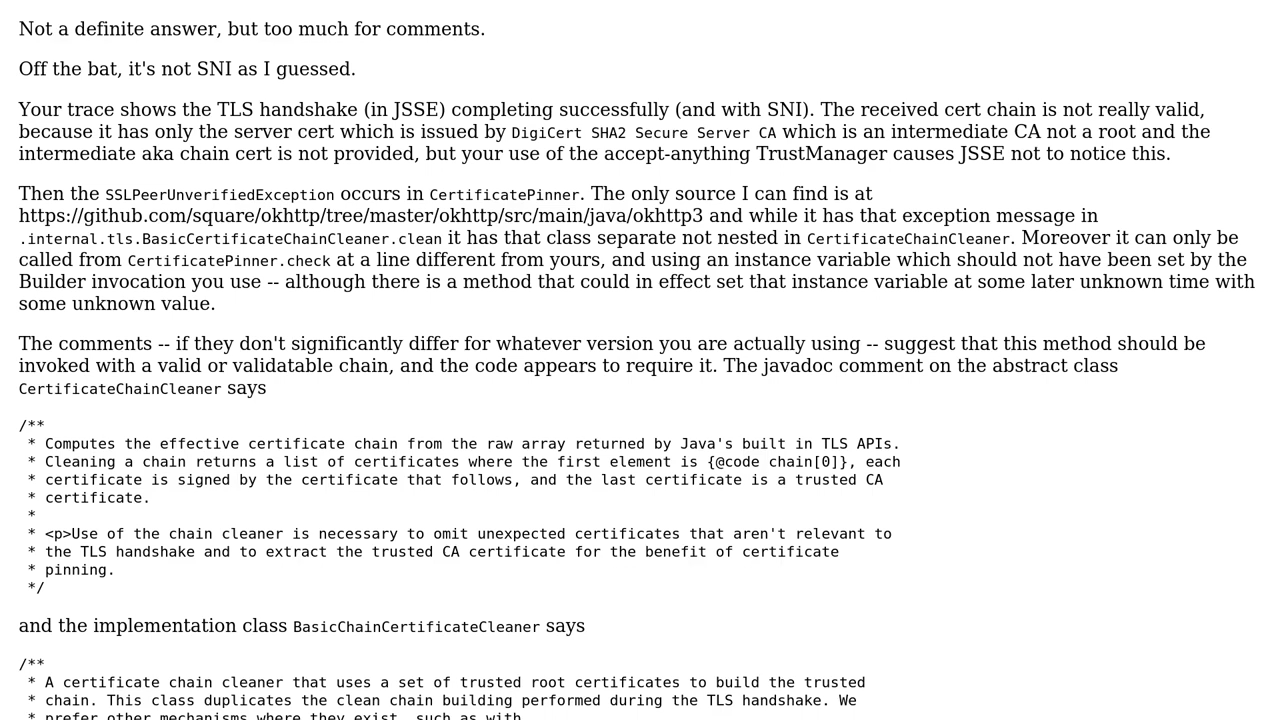 Not a definite answer, but too much for comments.
Off the bat, it's not SNI as I guessed.
Your trace shows the TLS handshake (in JSSE) completing successfully (and with SNI). The received cert chain is not really valid,
because it has only the server cert which is issued by DigiCert SHA2 Secure Server CA which is an intermediate CA not a root and the
intermediate aka chain cert is not provided, but your use of the accept-anything TrustManager causes JSSE not to notice this.
Then the SSLPeerUnverifiedException occurs in CertificatePinner. The only source I can find is at
https://github.com/square/okhttp/tree/master/okhttp/src/main/java/okhttp3 and while it has that exception message in
.internal.tls.BasicCertificateChainCleaner.clean it has that class separate not nested in CertificateChainCleaner. Moreover it can only be
called from CertificatePinner.check at a line different from yours, and using an instance variable which should not have been set by the
Builder invocation you use -- although there is a method that could in effect set that instance variable at some later unknown time with
some unknown value.
The comments -- if they don't significantly differ for whatever version you are actually using -- suggest that this method should be
invoked with a valid or validatable chain, and the code appears to require it. The javadoc comment on the abstract class
CertificateChainCleaner says
/**
 * Computes the effective certificate chain from the raw array returned by Java's built in TLS APIs.
 * Cleaning a chain returns a list of certificates where the first element is {@code chain[0]}, each
 * certificate is signed by the certificate that follows, and the last certificate is a trusted CA
 * certificate.
 *
 * <p>Use of the chain cleaner is necessary to omit unexpected certificates that aren't relevant to
 * the TLS handshake and to extract the trusted CA certificate for the benefit of certificate
 * pinning.
 */
and the implementation class BasicChainCertificateCleaner says
/**
 * A certificate chain cleaner that uses a set of trusted root certificates to build the trusted
 * chain. This class duplicates the clean chain building performed during the TLS handshake. We
 * prefer other mechanisms where they exist, such as with